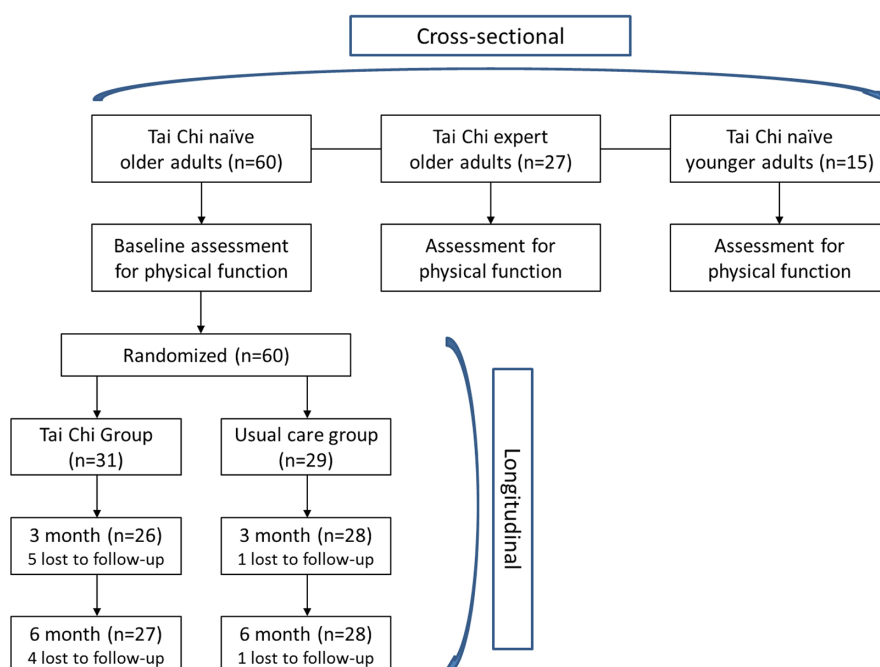 Cross-sectional
Tai Chi naïve
older adults (n=60)
Tai Chi expert
older adults (n=27)
Tai Chi naïve
younger adults (n=15)
Baseline assessment
for physical function
Assessment for
physical function
Assessment for
physical function
Randomized (n=60)
Tai Chi Group
(n=31)
Usual care group
(n=29)
Longitudinal
3 month (n=26)
5 lost to follow-up
3 month (n=28)
1 lost to follow-up
6 month (n=27)
4 lost to follow-up
6 month (n=28)
1 lost to follow-up